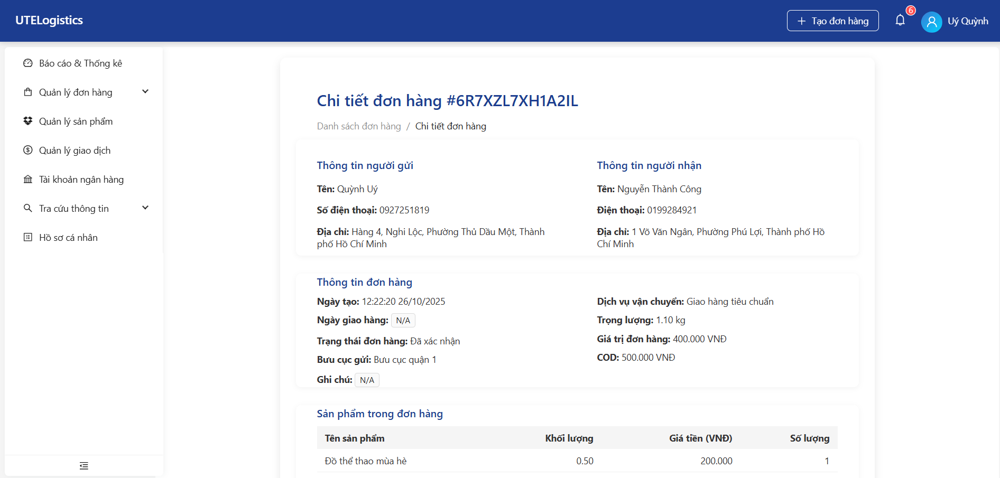 UTELogistics
Tạo đơn hàng
6
Uý Quỳnh
Báo cáo & Thống kê
Quản lý đơn hàng
Quản lý sản phẩm
Quản lý giao dịch
Tài khoản ngân hàng
Tra cứu thông tin
Hồ sơ cá nhân
Chi tiết đơn hàng #6R7XZL7XH1A2IL
Danh sách đơn hàng / Chi tiết đơn hàng
Thông tin người gửi
Tên: Quỳnh Uý
Số điện thoại: 0927251819
Địa chỉ: Hàng 4, Nghi Lộc, Phường Thủ Dầu Một, Thành
phố Hồ Chí Minh
Thông tin người nhận
Tên: Nguyễn Thành Công
Điện thoại: 0199284921
Địa chỉ: 1 Võ Văn Ngân, Phường Phú Lợi, Thành phố Hồ
Chí Minh
Thông tin đơn hàng
Ngày tạo: 12:22:20 26/10/2025
Ngày giao hàng: N/A
Trạng thái đơn hàng: Đã xác nhận
Bưu cục gửi: Bưu cục quận 1
Ghi chú: N/A
Dịch vụ vận chuyển: Giao hàng tiêu chuẩn
Trọng lượng: 1.10 kg
Giá trị đơn hàng: 400.000 VNĐ
COD: 500.000 VNĐ
Sản phẩm trong đơn hàng
Tên sản phẩm Khối lượng Giá tiền (VNĐ) Số lượng
Đồ thể thao mùa hè 0.50 200.000 1